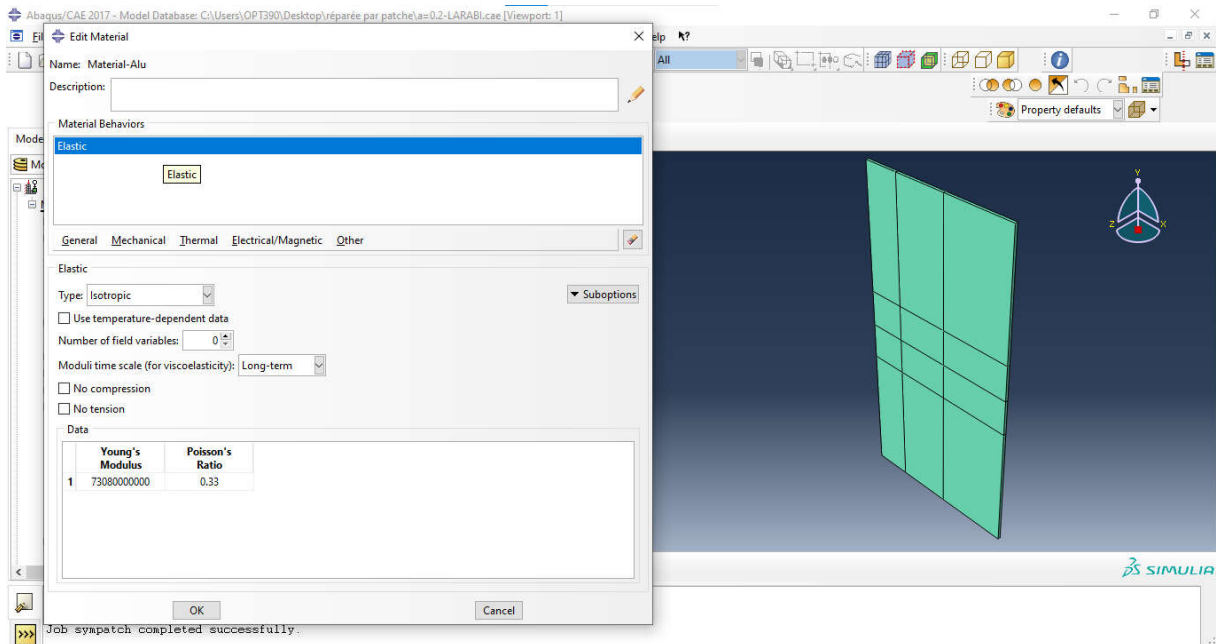 Abaqus/CAE 2017 - Model Database: C:\Users\OPT390\Desktop\réparée par patche\a=0.2-LARABI.cae [Viewport: 1]
Edit Material
elp
Name: Material-Alu
All
Description:
Property defaults
Material Behaviors
Mode
Elastic
Mo
Elastic
General Mechanical Thermal Electrical/Magnetic Other
Elastic
Type: Isotropic
Suboptions
Use temperature-dependent data
Number of field variables: 0
Moduli time scale (for viscoelasticity): Long-term
No compression
No tension
Data
Young's Modulus
Poisson's Ratio
1 73080000000 0.33
Y
Z X
SIMULIA
OK Cancel
>>> Job sympatch completed successfully.